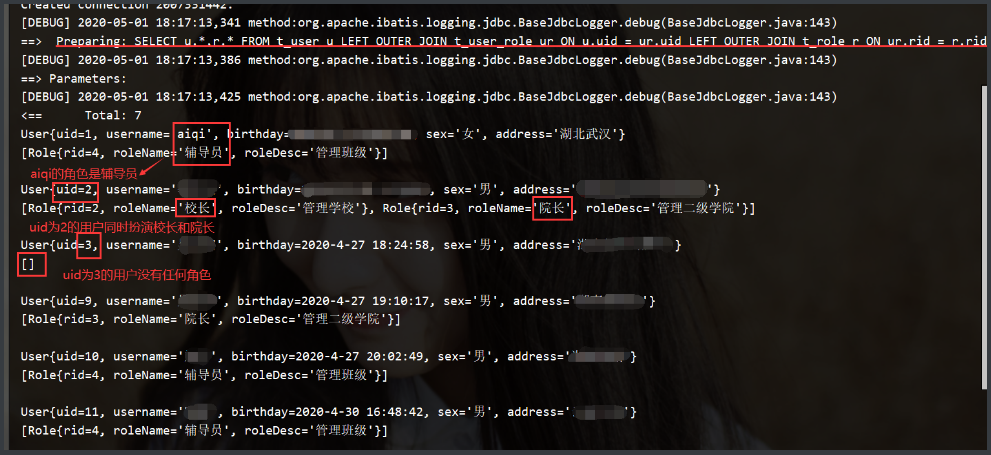 Created connection 2007331442.
[DEBUG] 2020-05-01 18:17:13,341 method:org.apache.ibatis.logging.jdbc.BaseJdbcLogger.debug(BaseJdbcLogger.java:143)
==>  Preparing: SELECT u.*,r.* FROM t_user u LEFT OUTER JOIN t_user_role ur ON u.uid = ur.uid LEFT OUTER JOIN t_role r ON ur.rid = r.rid
[DEBUG] 2020-05-01 18:17:13,386 method:org.apache.ibatis.logging.jdbc.BaseJdbcLogger.debug(BaseJdbcLogger.java:143)
==> Parameters:
[DEBUG] 2020-05-01 18:17:13,425 method:org.apache.ibatis.logging.jdbc.BaseJdbcLogger.debug(BaseJdbcLogger.java:143)
<==      Total: 7
User{uid=1, username='aiqi', birthday= , sex='女', address='湖北武汉'}
[Role{rid=4, roleName='辅导员', roleDesc='管理班级'}]
aiqi的角色是辅导员
User{uid=2, username=' ', birthday= , sex='男', address=' '}
[Role{rid=2, roleName='校长', roleDesc='管理学校'}, Role{rid=3, roleName='院长', roleDesc='管理二级学院'}]
uid为2的用户同时扮演校长和院长
User{uid=3, username=' ', birthday=2020-4-27 18:24:58, sex='男', address=' }
[]
uid为3的用户没有任何角色
User{uid=9, username=' ', birthday=2020-4-27 19:10:17, sex='男', address=' '}
[Role{rid=3, roleName='院长', roleDesc='管理二级学院'}]
User{uid=10, username=' ', birthday=2020-4-27 20:02:49, sex='男', address=' }
[Role{rid=4, roleName='辅导员', roleDesc='管理班级'}]
User{uid=11, username=' ', birthday=2020-4-30 16:48:42, sex='男', address=' '}
[Role{rid=4, roleName='辅导员', roleDesc='管理班级'}]